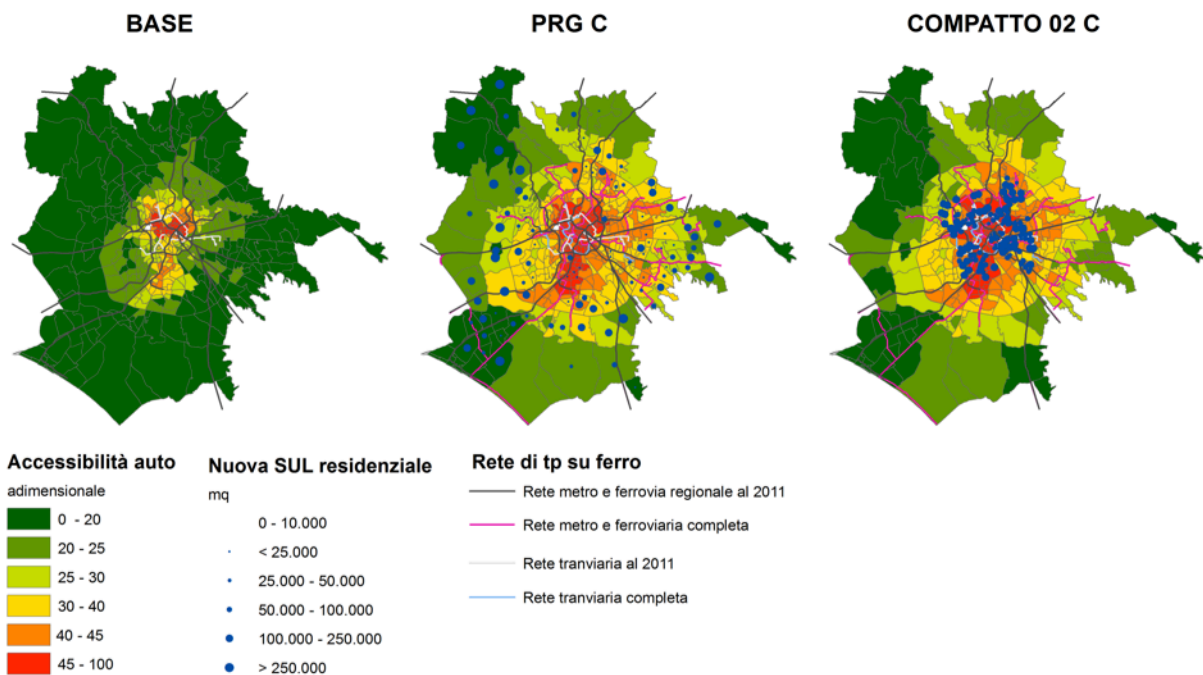 BASE
PRG C
COMPATTO 02 C
Accessibilità auto
adimensionale
0 - 20
20 - 25
25 - 30
30 - 40
40 - 45
45 - 100
Nuova SUL residenziale
mq
0 - 10.000
< 25.000
25.000 - 50.000
50.000 - 100.000
100.000 - 250.000
> 250.000
Rete di tp su ferro
Rete metro e ferrovia regionale al 2011
Rete metro e ferroviaria completa
Rete tranviaria al 2011
Rete tranviaria completa